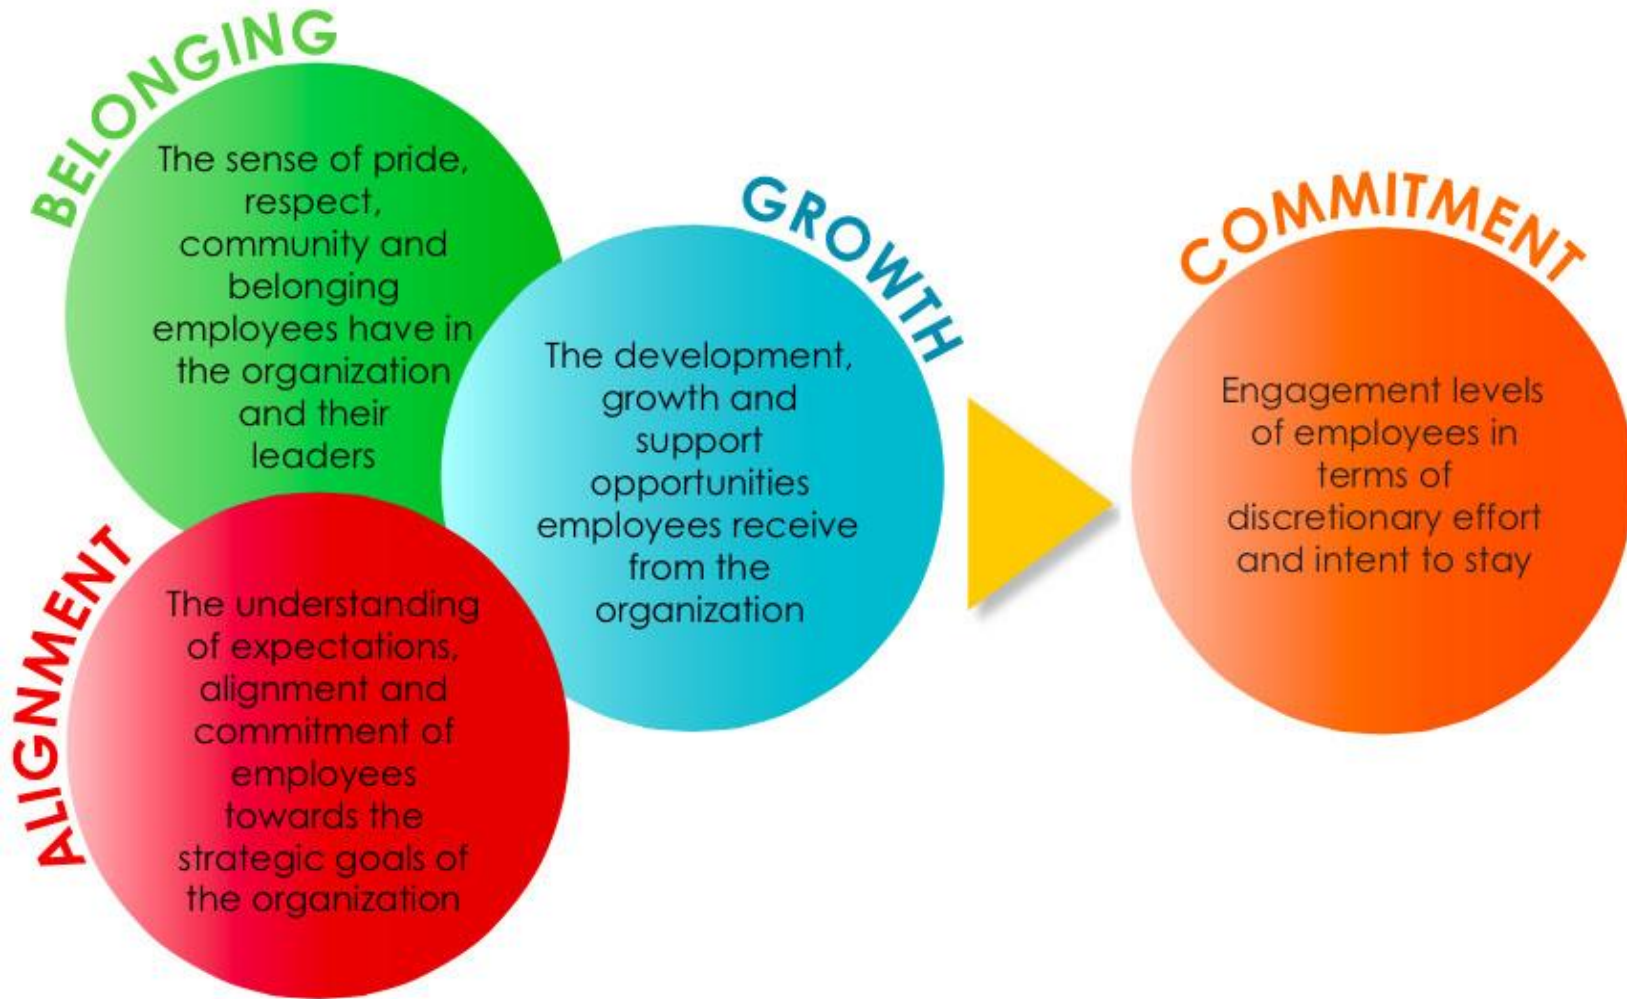 BELONGING
The sense of pride,
respect,
community and
belonging
employees have in
the organization
and their
leaders
GROWTH
The development,
growth and
support
opportunities
employees receive
from the
organization
ALIGNMENT
The understanding
of expectations,
alignment and
commitment of
employees
towards the
strategic goals of
the organization
COMMITMENT
Engagement levels
of employees in
terms of
discretionary effort
and intent to stay